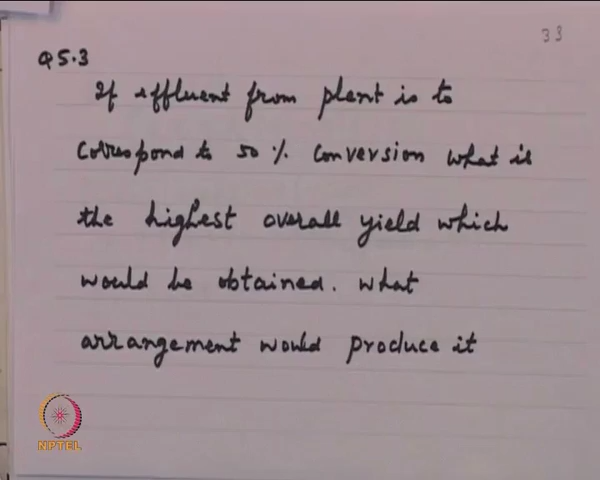 33
Q 5.3
If effluent from plant is to
correspond to 50 % conversion what is
the highest overall yield which
would be obtained. what
arrangement would produce it
NPTEL